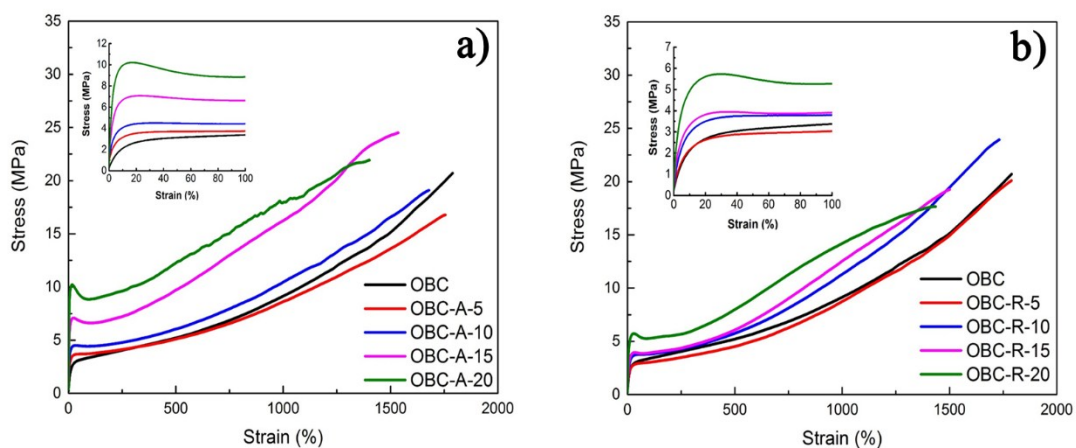 a)
35
30
25
20
15
10
5
0
Stress (MPa)
0 500 1000 1500 2000
Strain (%)
12
10
8
6
4
2
0
Stress (MPa)
0 20 40 60 80 100
Strain (%)
OBC
OBC-A-5
OBC-A-10
OBC-A-15
OBC-A-20
b)
35
30
25
20
15
10
5
0
Stress (MPa)
0 500 1000 1500 2000
Strain (%)
7
6
5
4
3
2
1
0
Stress (MPa)
0 20 40 60 80 100
Strain (%)
OBC
OBC-R-5
OBC-R-10
OBC-R-15
OBC-R-20